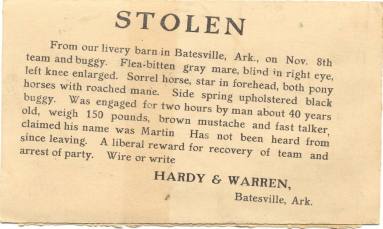 STOLEN
From our livery barn in Batesville, Ark., on Nov. 8th
team and buggy. Flea-bitten gray mare, blind in right eye,
left knee enlarged. Sorrel horse, star in forehead, both pony
horses with roached mane. Side spring upholstered black
buggy. Was engaged for two hours by man about 40 years
old, weigh 150 pounds, brown mustache and fast talker,
claimed his name was Martin Has not been heard from
since leaving. A liberal reward for recovery of team and
arrest of party. Wire or write
HARDY & WARREN,
Batesville, Ark.